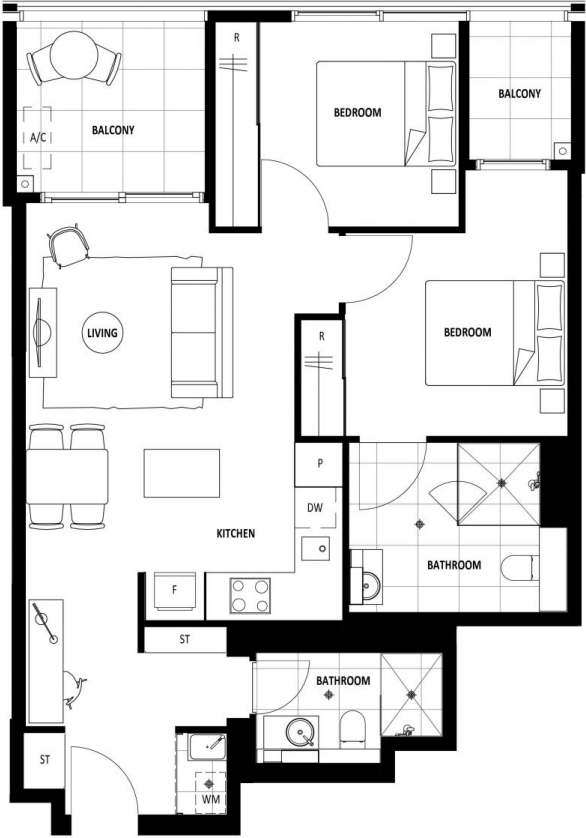 R
BEDROOM
BALCONY
BALCONY
A/C
LIVING
BEDROOM
R
P
DW
KITCHEN
BATHROOM
F
ST
BATHROOM
ST
WM